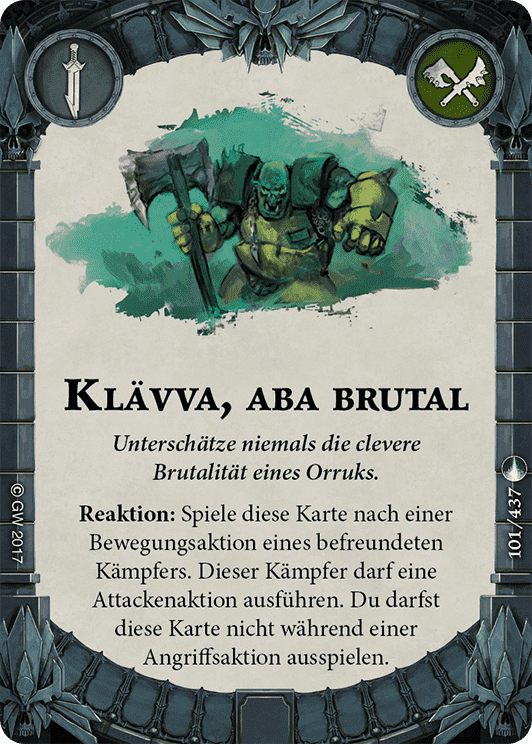 Klävva, aba brutal
Unterschätze niemals die clevere
Brutalität eines Orruks.
Reaktion: Spiele diese Karte nach einer
Bewegungsaktion eines befreundeten
Kämpfers. Dieser Kämpfer darf eine
Attackenaktion ausführen. Du darfst
diese Karte nicht während einer
Angriffsaktion ausspielen.
© GW 2017
101/437